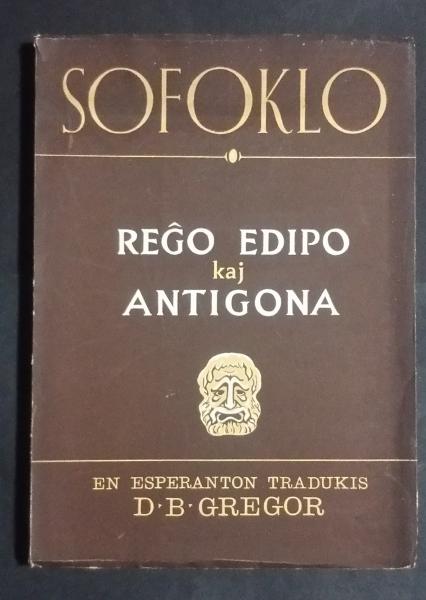 SOFOKLO
REĜO EDIPO
kaj
ANTIGONA
EN ESPERANTON TRADUKIS
D·B·GREGOR